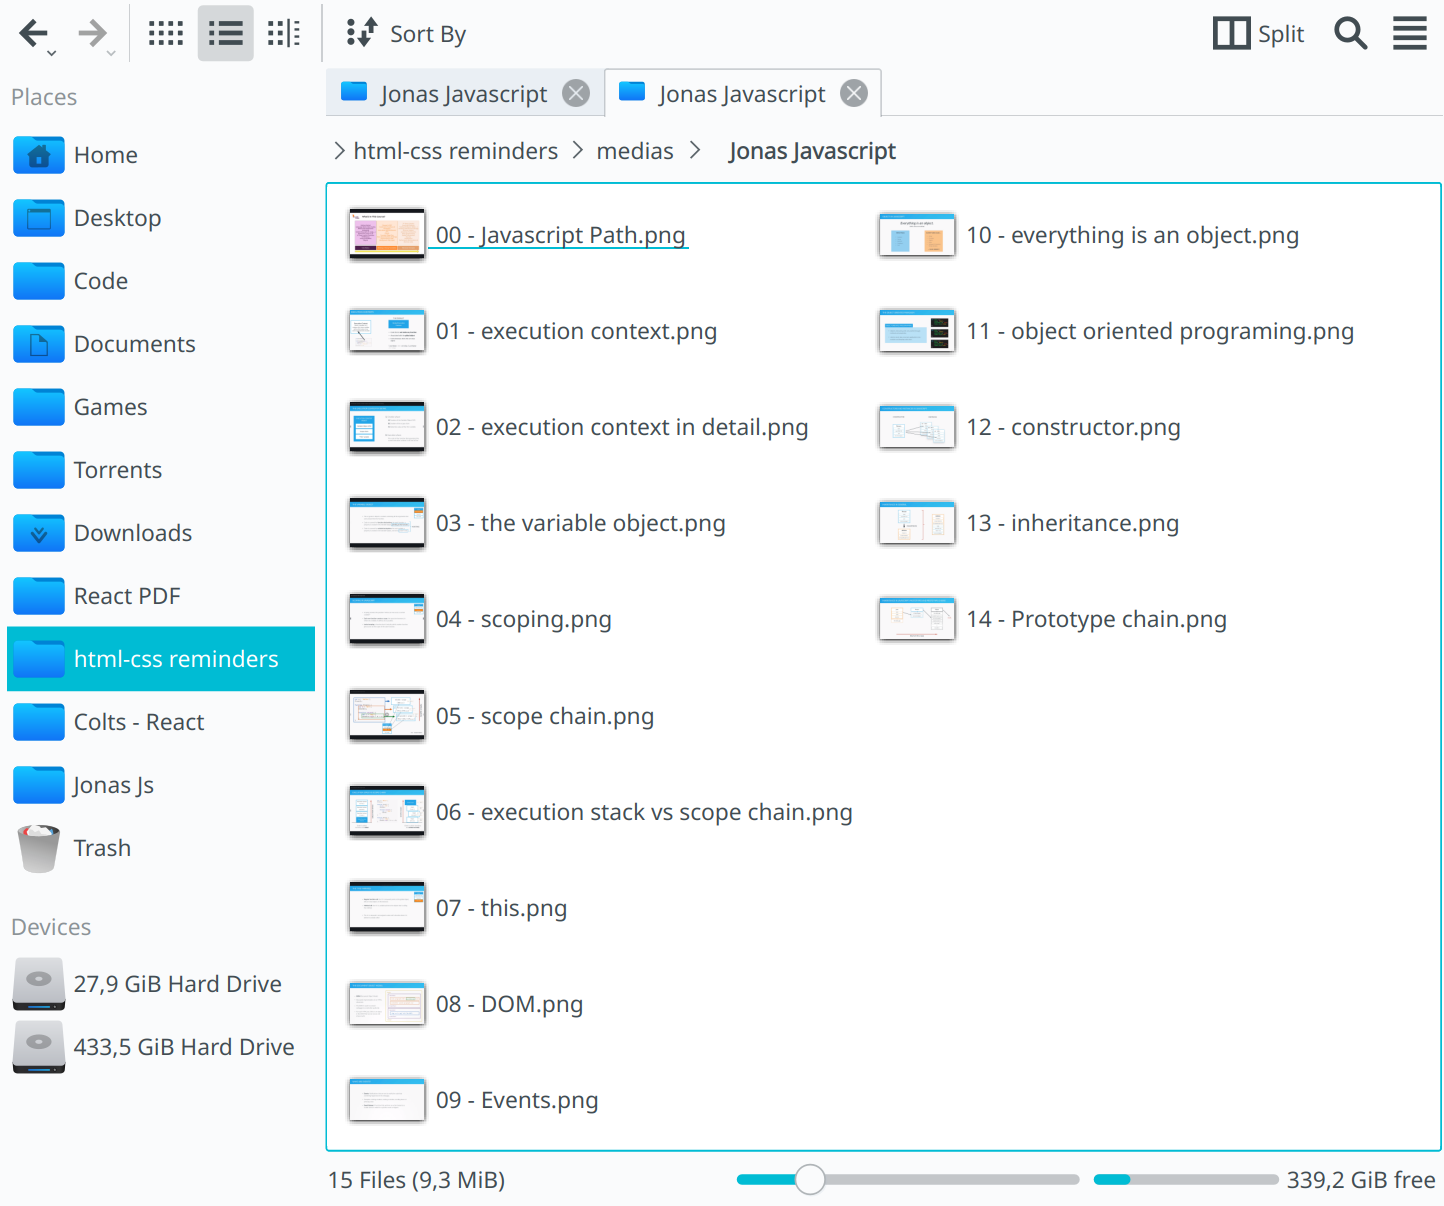 Sort By
Split
Places
Home
Desktop
Code
Documents
Games
Torrents
Downloads
React PDF
html-css reminders
Colts - React
Jonas Js
Trash
Devices
27,9 GiB Hard Drive
433,5 GiB Hard Drive
Jonas Javascript
Jonas Javascript
html-css reminders
medias
Jonas Javascript
00 - Javascript Path.png
01 - execution context.png
02 - execution context in detail.png
03 - the variable object.png
04 - scoping.png
05 - scope chain.png
06 - execution stack vs scope chain.png
07 - this.png
08 - DOM.png
09 - Events.png
10 - everything is an object.png
11 - object oriented programing.png
12 - constructor.png
13 - inheritance.png
14 - Prototype chain.png
15 Files (9,3 MiB)
339,2 GiB free